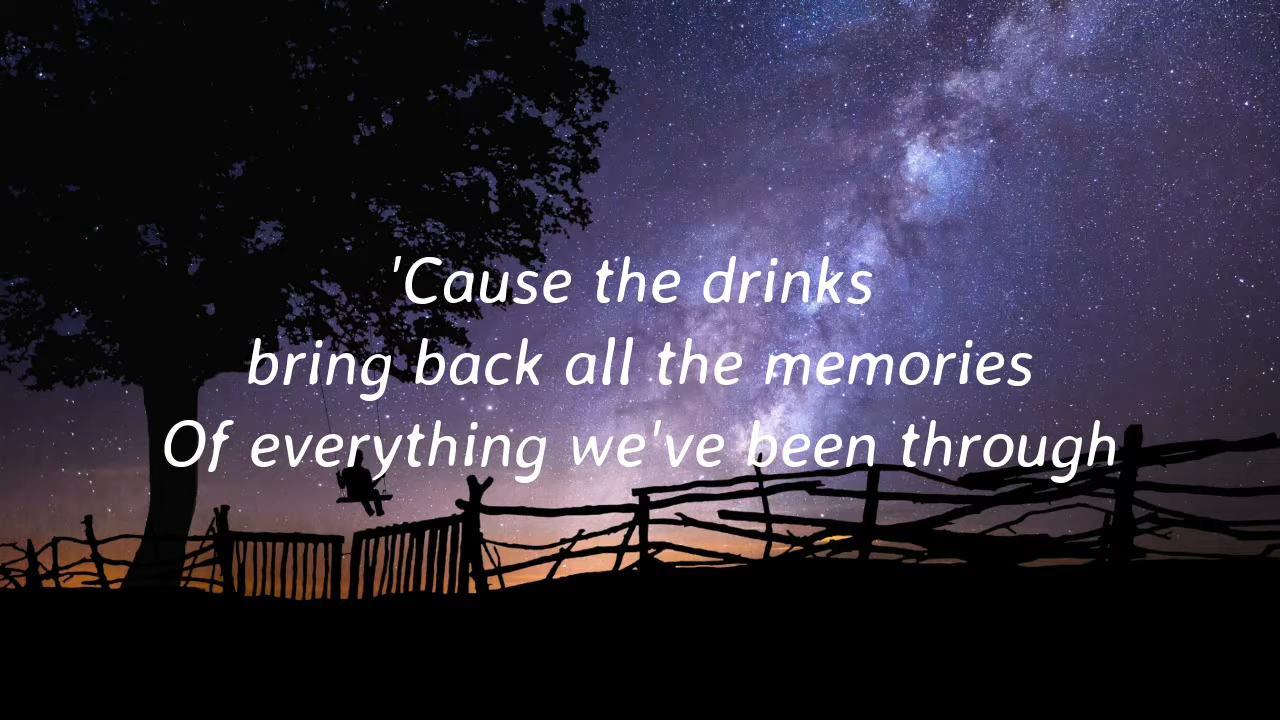 'Cause the drinks
bring back all the memories
Of everything we've been through